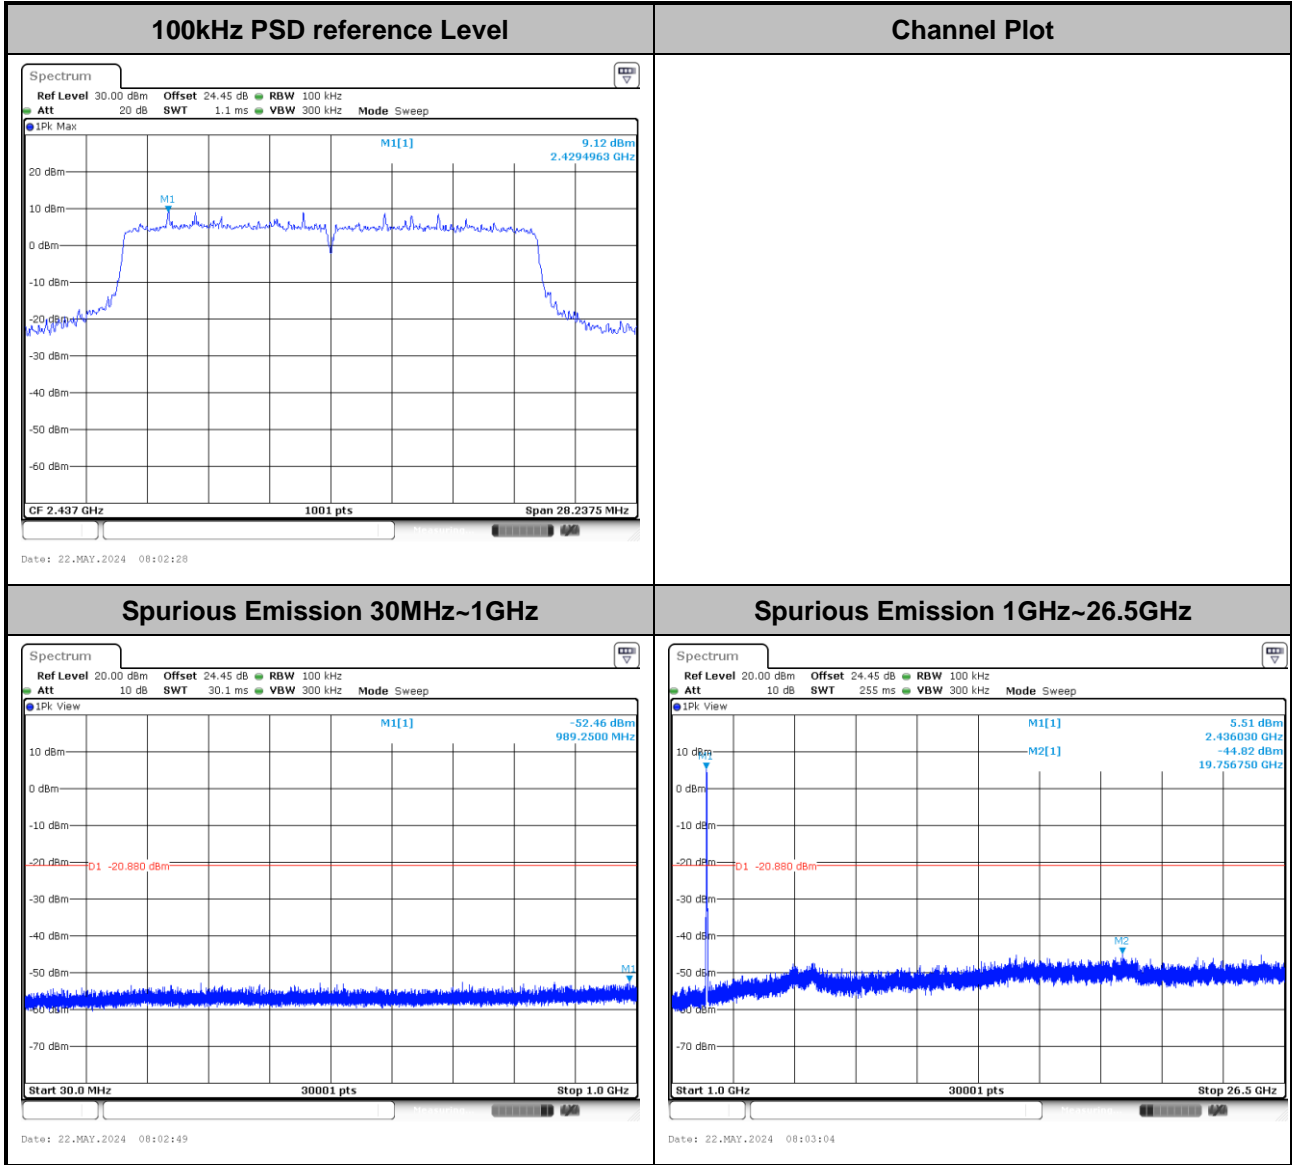 100kHz PSD reference Level
Channel Plot
Spectrum
Ref Level 30.00 dBm Offset 24.45 dB RBW 100 kHz
Att 20 dB SWT 1.1 ms VBW 300 kHz Mode Sweep
1Pk Max
M1[1] 9.12 dBm
2.4294963 GHz
20 dBm
M1
10 dBm
0 dBm
-10 dBm
-20 dBm
-30 dBm
-40 dBm
-50 dBm
-60 dBm
CF 2.437 GHz 1001 pts Span 28.2375 MHz
Date: 22.MAY.2024 08:02:28
Spurious Emission 30MHz~1GHz
Spurious Emission 1GHz~26.5GHz
Spectrum
Ref Level 20.00 dBm Offset 24.45 dB RBW 100 kHz
Att 10 dB SWT 30.1 ms VBW 300 kHz Mode Sweep
1Pk View
M1[1] -52.46 dBm
989.2500 MHz
10 dBm
0 dBm
-10 dBm
-20 dBm
D1 -20.880 dBm
-30 dBm
-40 dBm
-50 dBm
M1
-60 dBm
-70 dBm
Start 30.0 MHz 30001 pts Stop 1.0 GHz
Date: 22.MAY.2024 08:02:49
Spectrum
Ref Level 20.00 dBm Offset 24.45 dB RBW 100 kHz
Att 10 dB SWT 255 ms VBW 300 kHz Mode Sweep
1Pk View
M1[1] 5.51 dBm
2.436030 GHz
10 dBm
M2[1] -44.82 dBm
M1
19.756750 GHz
0 dBm
-10 dBm
-20 dBm
D1 -20.880 dBm
-30 dBm
-40 dBm
M2
-50 dBm
-60 dBm
-70 dBm
Start 1.0 GHz 30001 pts Stop 26.5 GHz
Date: 22.MAY.2024 08:03:04